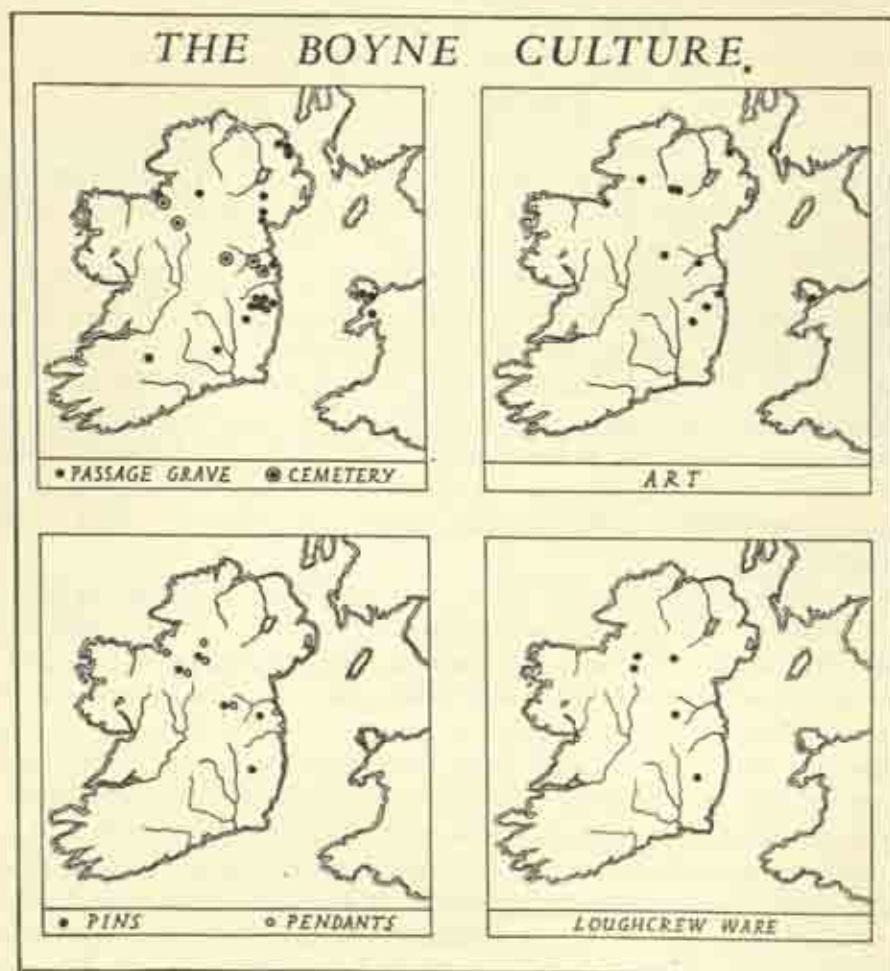 THE BOYNE CULTURE.
• PASSAGE GRAVE ◉ CEMETERY
ART
• PINS ○ PENDANTS
LOUGHCREW WARE